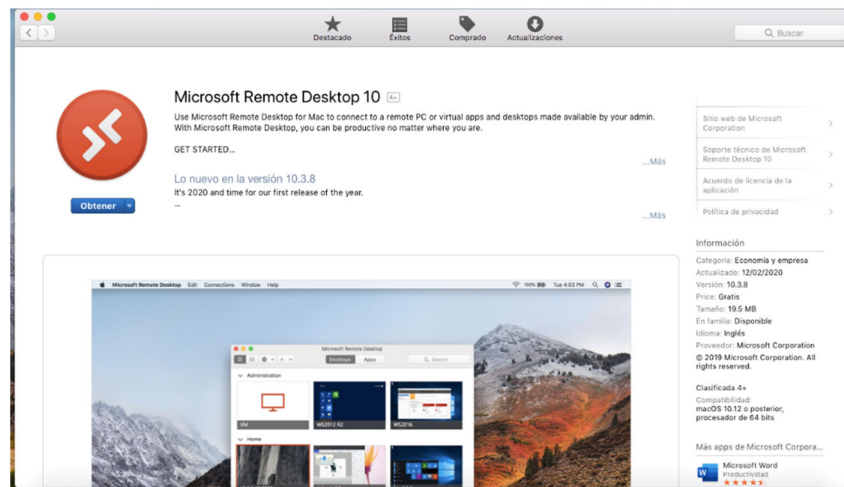 Destacado
Éxitos
Comprado
Actualizaciones
Buscar
Microsoft Remote Desktop 10 4+
Use Microsoft Remote Desktop for Mac to connect to a remote PC or virtual apps and desktops made available by your admin.
With Microsoft Remote Desktop, you can be productive no matter where you are.
GET STARTED...
...Más
Lo nuevo en la versión 10.3.8
It's 2020 and time for our first release of the year.
...
...Más
Obtener
Sitio web de Microsoft
Corporation
Soporte técnico de Microsoft
Remote Desktop 10
Acuerdo de licencia de la
aplicación
Política de privacidad
Información
Categoría: Economía y empresa
Actualizado: 12/02/2020
Versión: 10.3.8
Price: Gratis
Tamaño: 19.5 MB
En familia: Disponible
Idioma: Inglés
Proveedor: Microsoft Corporation
© 2019 Microsoft Corporation. All
rights reserved.
Clasificada 4+
Compatibilidad:
macOS 10.12 o posterior,
procesador de 64 bits
Más apps de Microsoft Corpora...
Microsoft Word
Productividad
Microsoft Remote Desktop Edit Connections Window Help
100% Tue 4:53 PM
Microsoft Remote Desktop
Desktops Apps
Search
Administration
VM
WS2012 R2
WS2016
Home